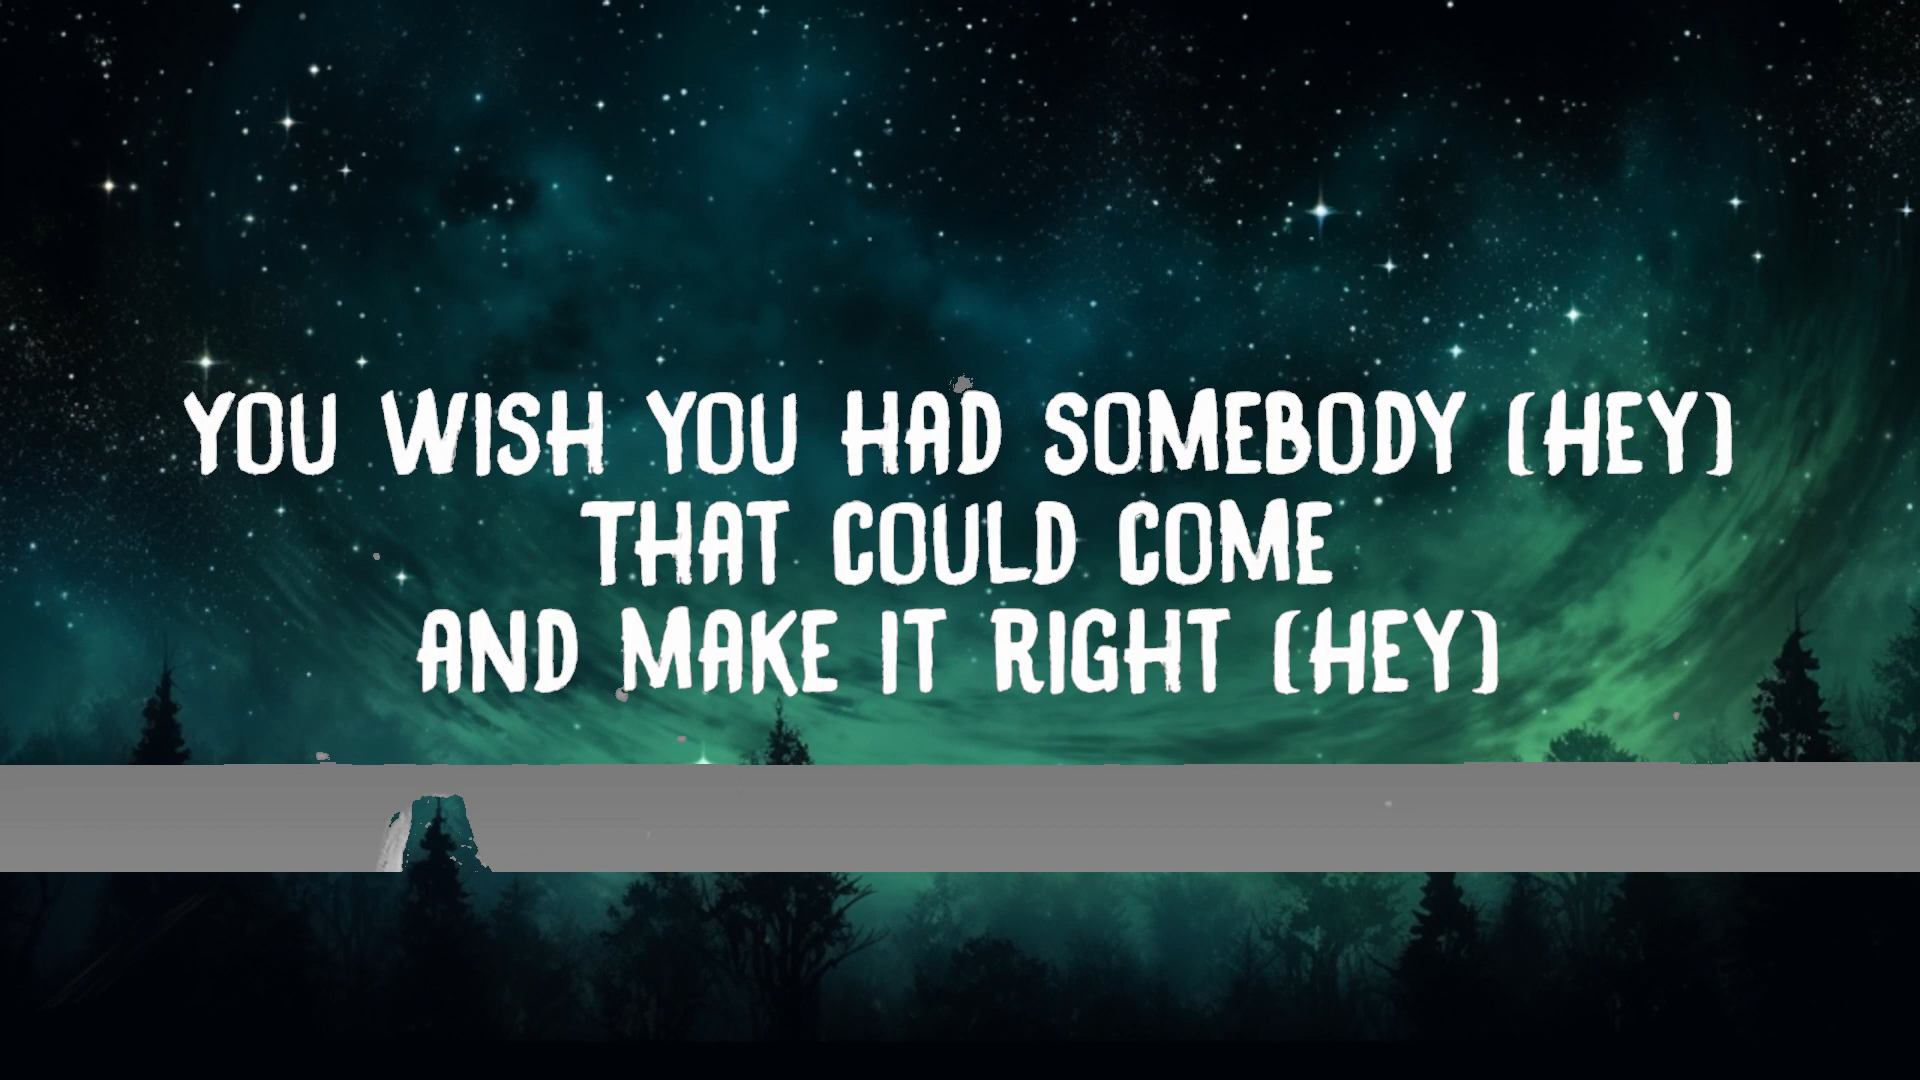 YOU WISH YOU HAD SOMEBODY (HEY)
THAT COULD COME
AND MAKE IT RIGHT (HEY)